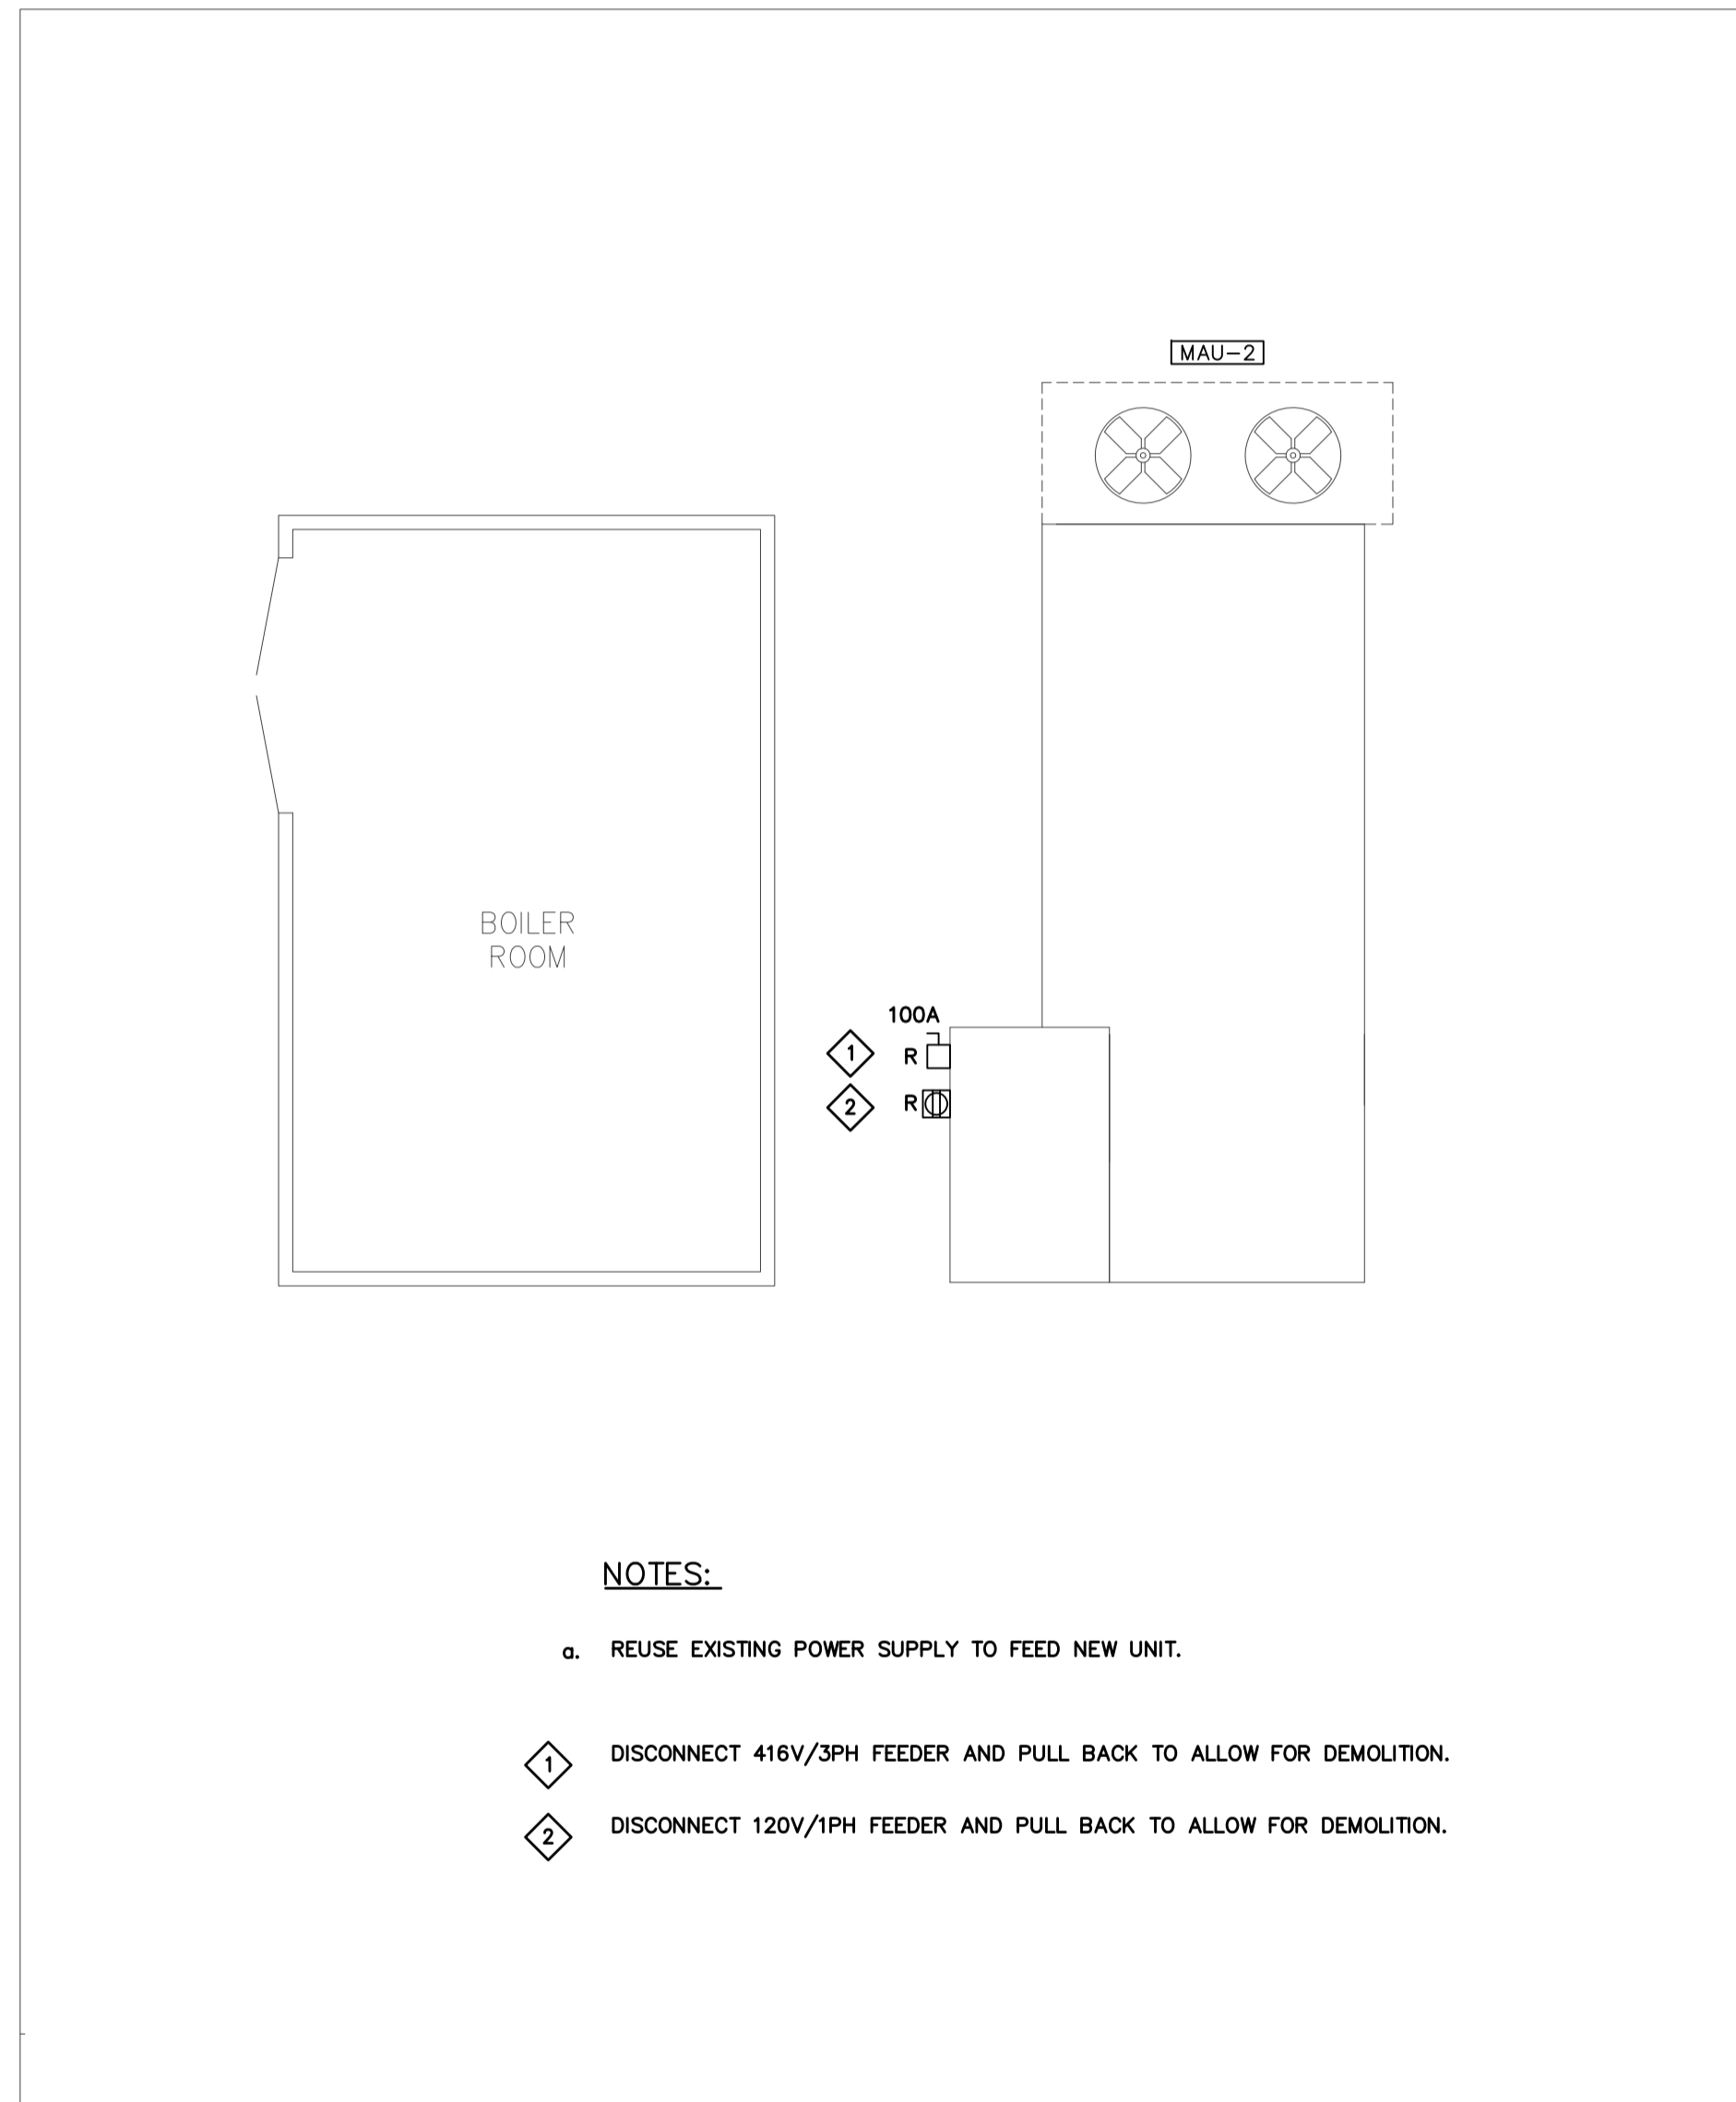 MAU-2
BOILER
ROOM
100A
1 R
2 R
NOTES:
a. REUSE EXISTING POWER SUPPLY TO FEED NEW UNIT.
1 DISCONNECT 416V/3PH FEEDER AND PULL BACK TO ALLOW FOR DEMOLITION.
2 DISCONNECT 120V/1PH FEEDER AND PULL BACK TO ALLOW FOR DEMOLITION.